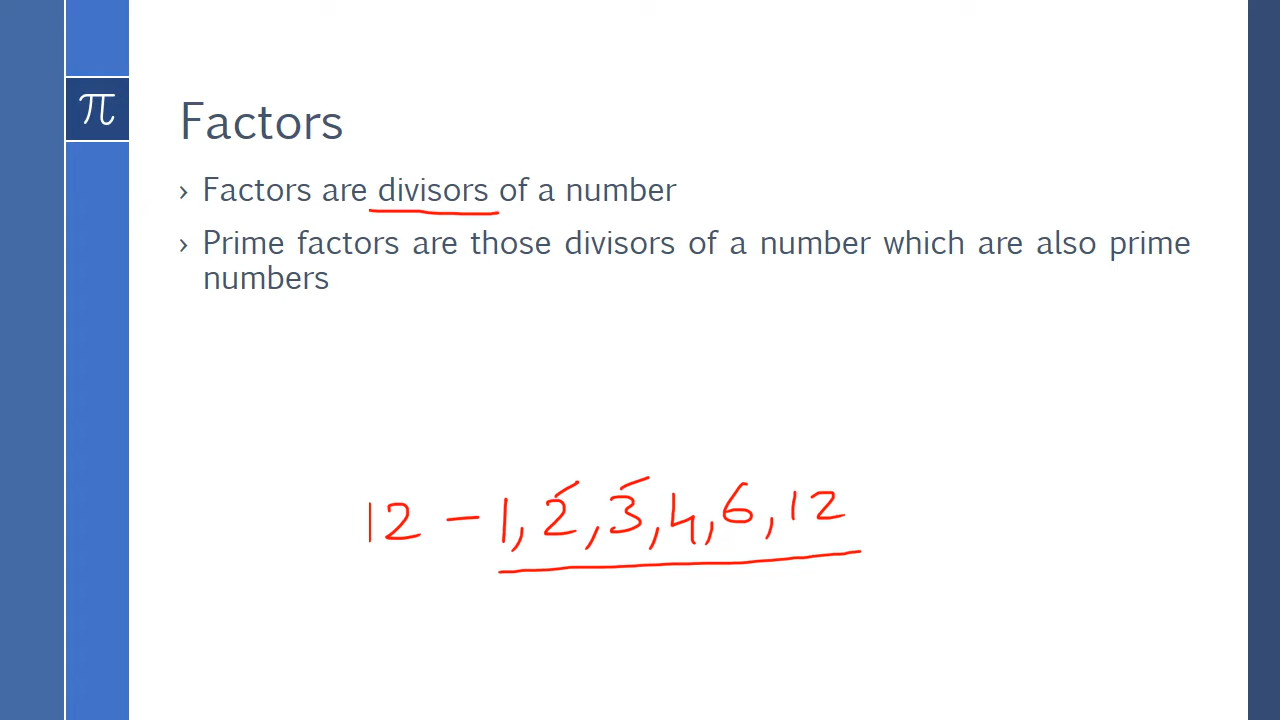 π
Factors
› Factors are divisors of a number
› Prime factors are those divisors of a number which are also prime
numbers
12 – 1, 2, 3, 4, 6, 12